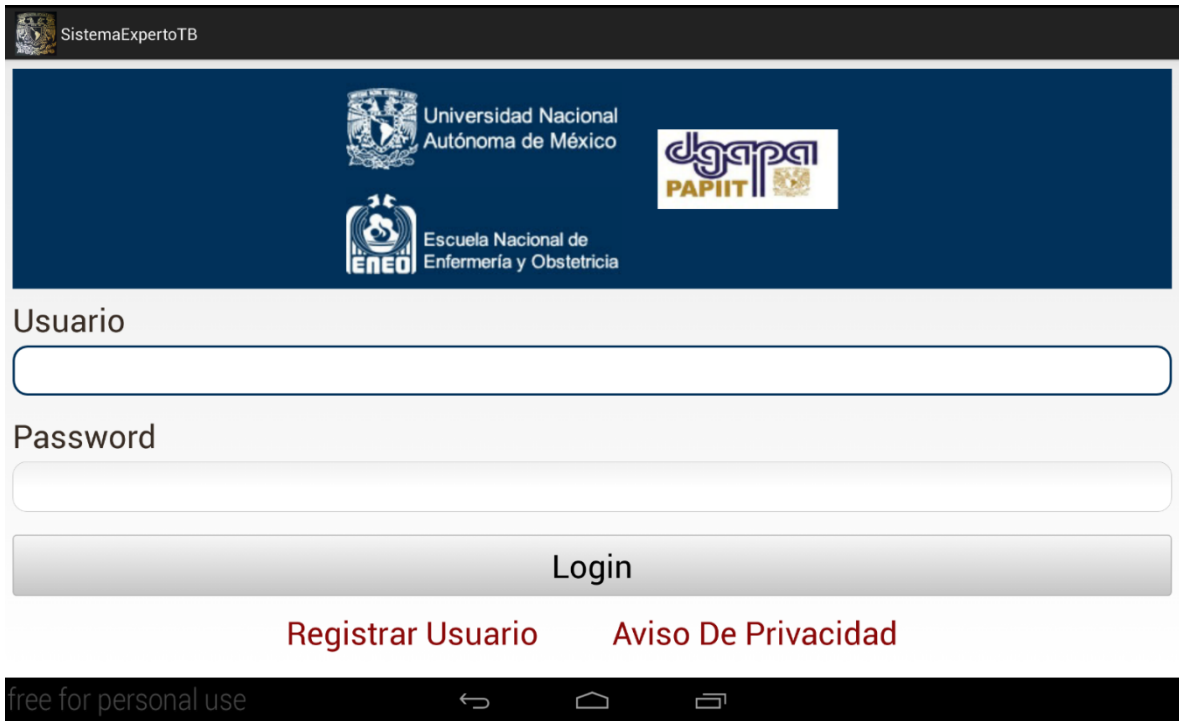 SistemaExpertoTB
Universidad Nacional
Autónoma de México
dgapa
PAPIIT
ENEO
Escuela Nacional de
Enfermería y Obstetricia
Usuario
Password
Login
Registrar Usuario Aviso De Privacidad
free for personal use